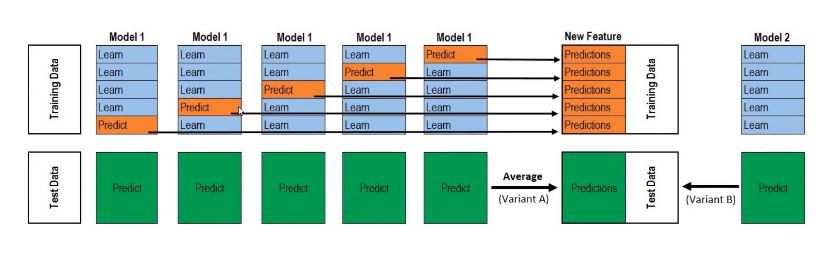 Model 1 Model 1 Model 1 Model 1 Model 1 New Feature Model 2
Training Data
Learn Learn Learn Learn Predict Predictions Learn
Learn Learn Learn Predict Learn Predictions Learn
Learn Learn Predict Learn Learn Predictions Learn
Learn Predict Learn Learn Learn Predictions Learn
Predict Learn Learn Learn Learn Predictions Learn
Training Data
Test Data
Predict Predict Predict Predict Predict
Average
(Variant A)
Predictions
Test Data
(Variant B)
Predict